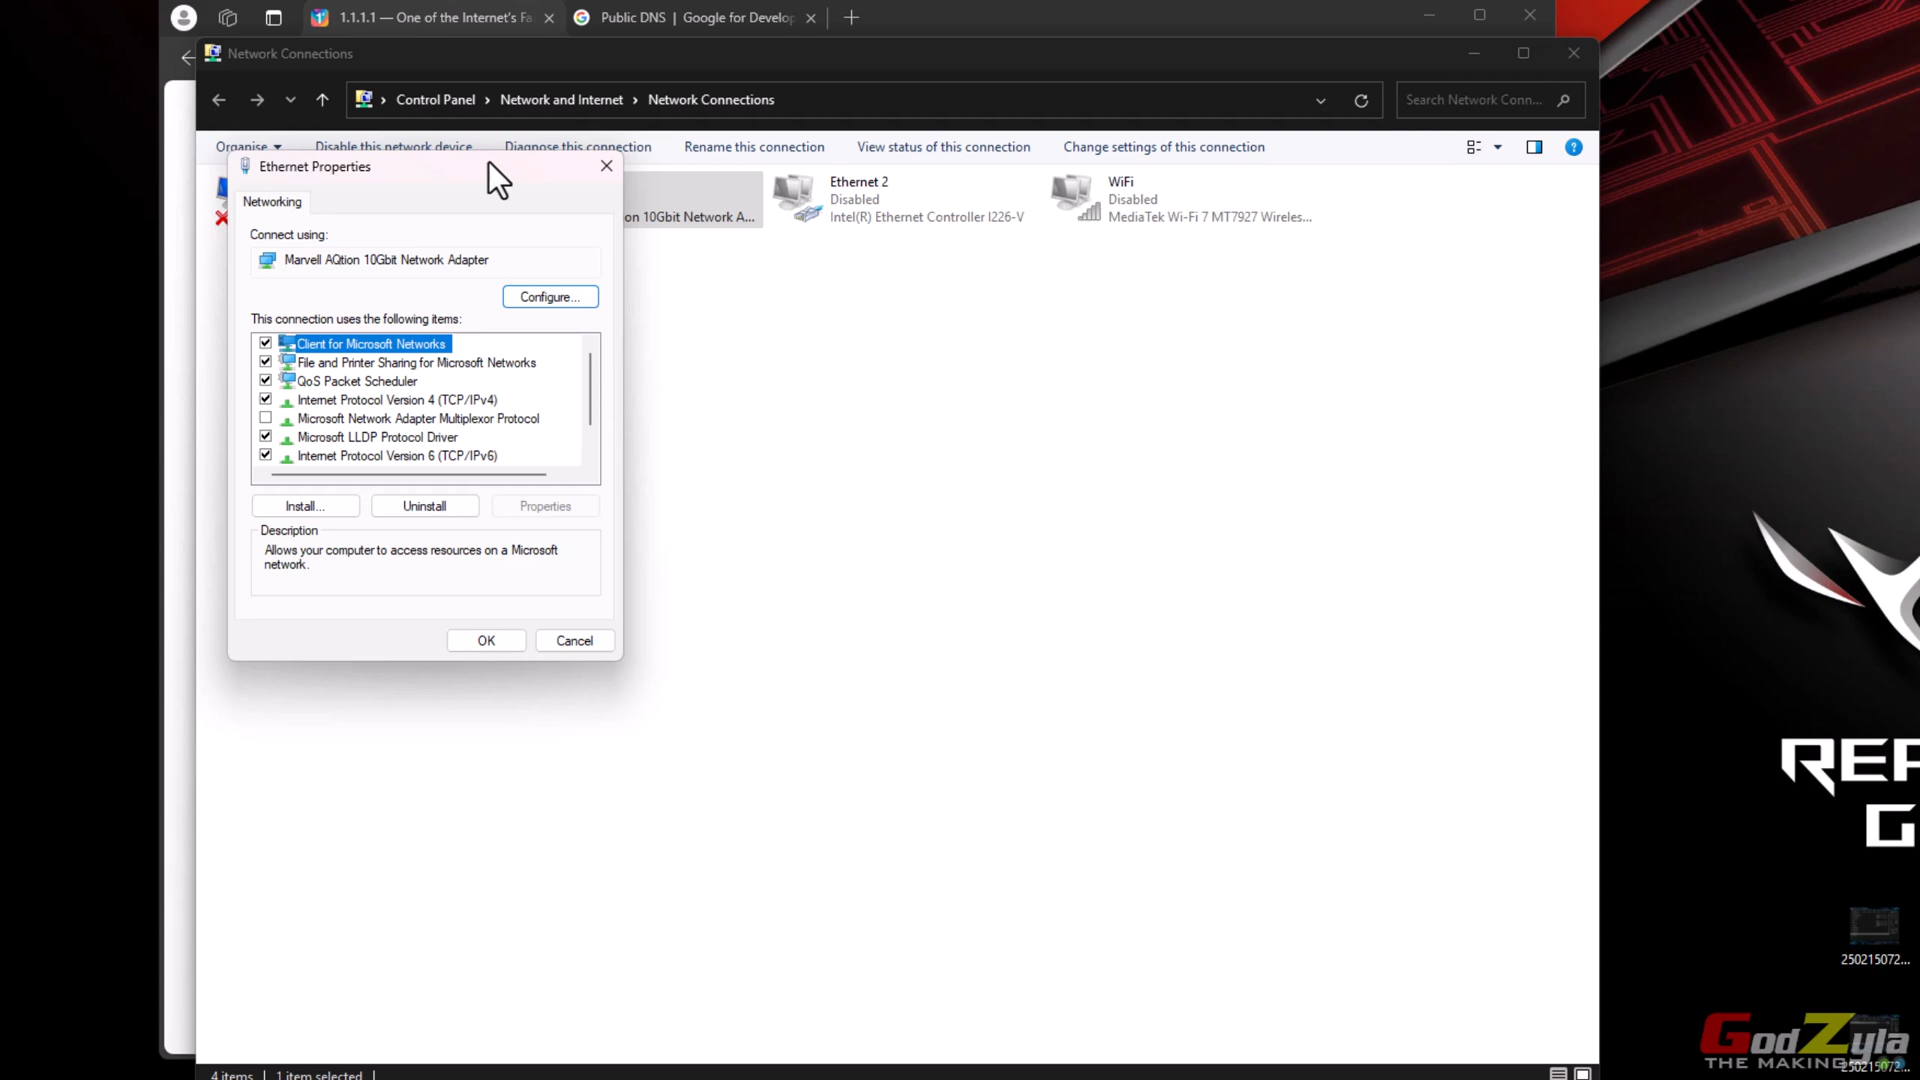 1.1.1.1 — One of the Internet's Fa
Public DNS | Google for Develop
Network Connections
Control Panel > Network and Internet > Network Connections
Search Network Conn...
Organise
Disable this network device
Diagnose this connection
Rename this connection
View status of this connection
Change settings of this connection
Ethernet Properties
Networking
Connect using:
Marvell AQtion 10Gbit Network Adapter
Configure...
This connection uses the following items:
Client for Microsoft Networks
File and Printer Sharing for Microsoft Networks
QoS Packet Scheduler
Internet Protocol Version 4 (TCP/IPv4)
Microsoft Network Adapter Multiplexor Protocol
Microsoft LLDP Protocol Driver
Internet Protocol Version 6 (TCP/IPv6)
Install...
Uninstall
Properties
Description
Allows your computer to access resources on a Microsoft
network.
OK
Cancel
on 10Gbit Network A...
Ethernet 2
Disabled
Intel(R) Ethernet Controller I226-V
WiFi
Disabled
MediaTek Wi-Fi 7 MT7927 Wireles...
REP
G
250215072...
GodZyla
THE MAKING
250215072...
4 items
1 item selected